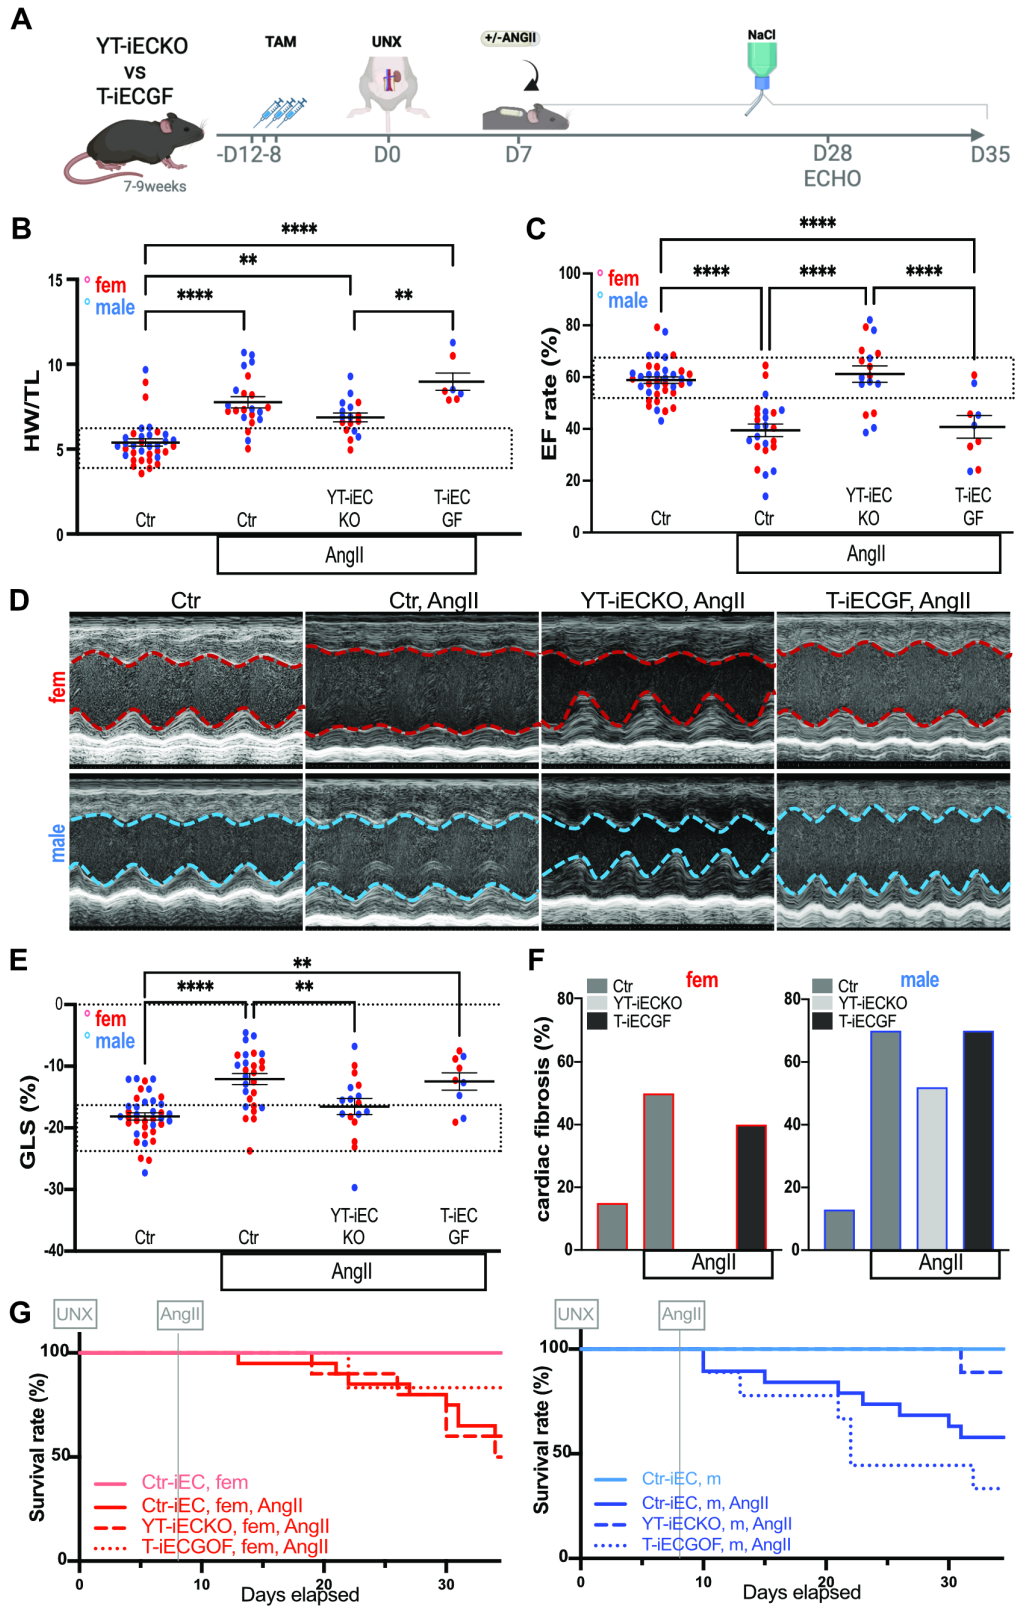 A
YT-iECKO
vs
T-iECGF
7-9weeks
TAM
UNX
+/-ANGII
NaCl
-D12-8
D0
D7
D28
ECHO
D35
B
****
**
****
**
fem
male
HW/TL
15
10
5
0
Ctr
Ctr
YT-iEC
KO
T-iEC
GF
AngII
C
****
****
****
****
fem
male
EF rate (%)
100
80
60
40
20
0
Ctr
Ctr
YT-iEC
KO
T-iEC
GF
AngII
D
Ctr
Ctr, AngII
YT-iECKO, AngII
T-iECGF, AngII
fem
male
E
**
****
**
fem
male
GLS (%)
0
-10
-20
-30
-40
Ctr
Ctr
YT-iEC
KO
T-iEC
GF
AngII
F
Ctr
YT-iECKO
T-iECGF
fem
cardiac fibrosis (%)
80
60
40
20
0
AngII
Ctr
YT-iECKO
T-iECGF
male
80
60
40
20
0
AngII
G
UNX
AngII
Survival rate (%)
100
50
0
Ctr-iEC, fem
Ctr-iEC, fem, AngII
YT-iECKO, fem, AngII
T-iECGOF, fem, AngII
0
10
20
30
Days elapsed
UNX
AngII
Survival rate (%)
100
50
0
Ctr-iEC, m
Ctr-iEC, m, AngII
YT-iECKO, m, AngII
T-iECGOF, m, AngII
0
10
20
30
Days elapsed